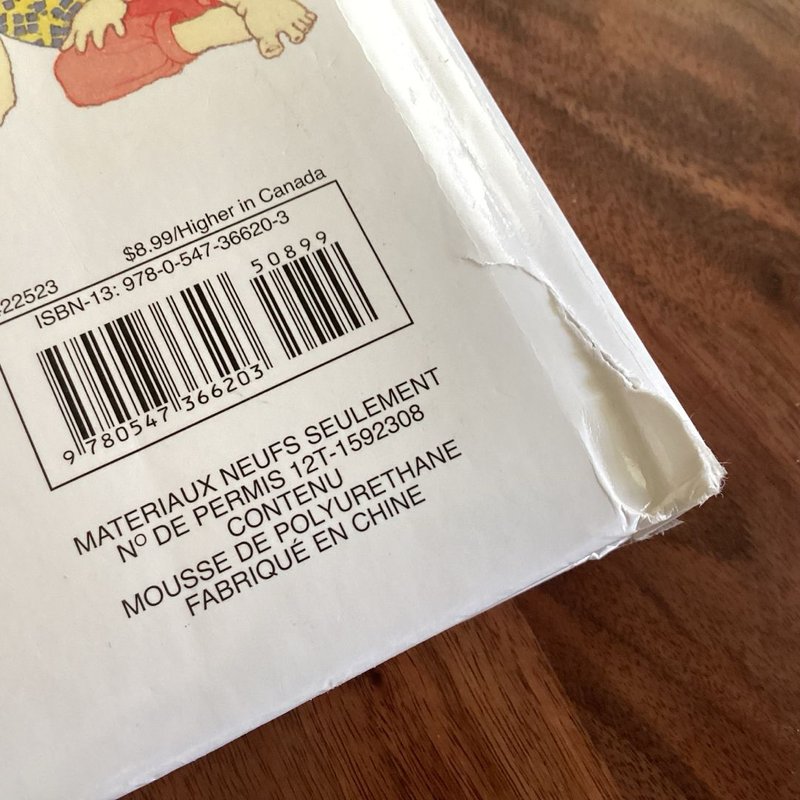 $8.99/Higher in Canada
22523
ISBN-13: 978-0-547-36620-3
50899
9 780547 366203
MATERIAUX NEUFS SEULEMENT
Nº DE PERMIS 12T-1592308
CONTENU
MOUSSE DE POLYURETHANE
FABRIQUÉ EN CHINE